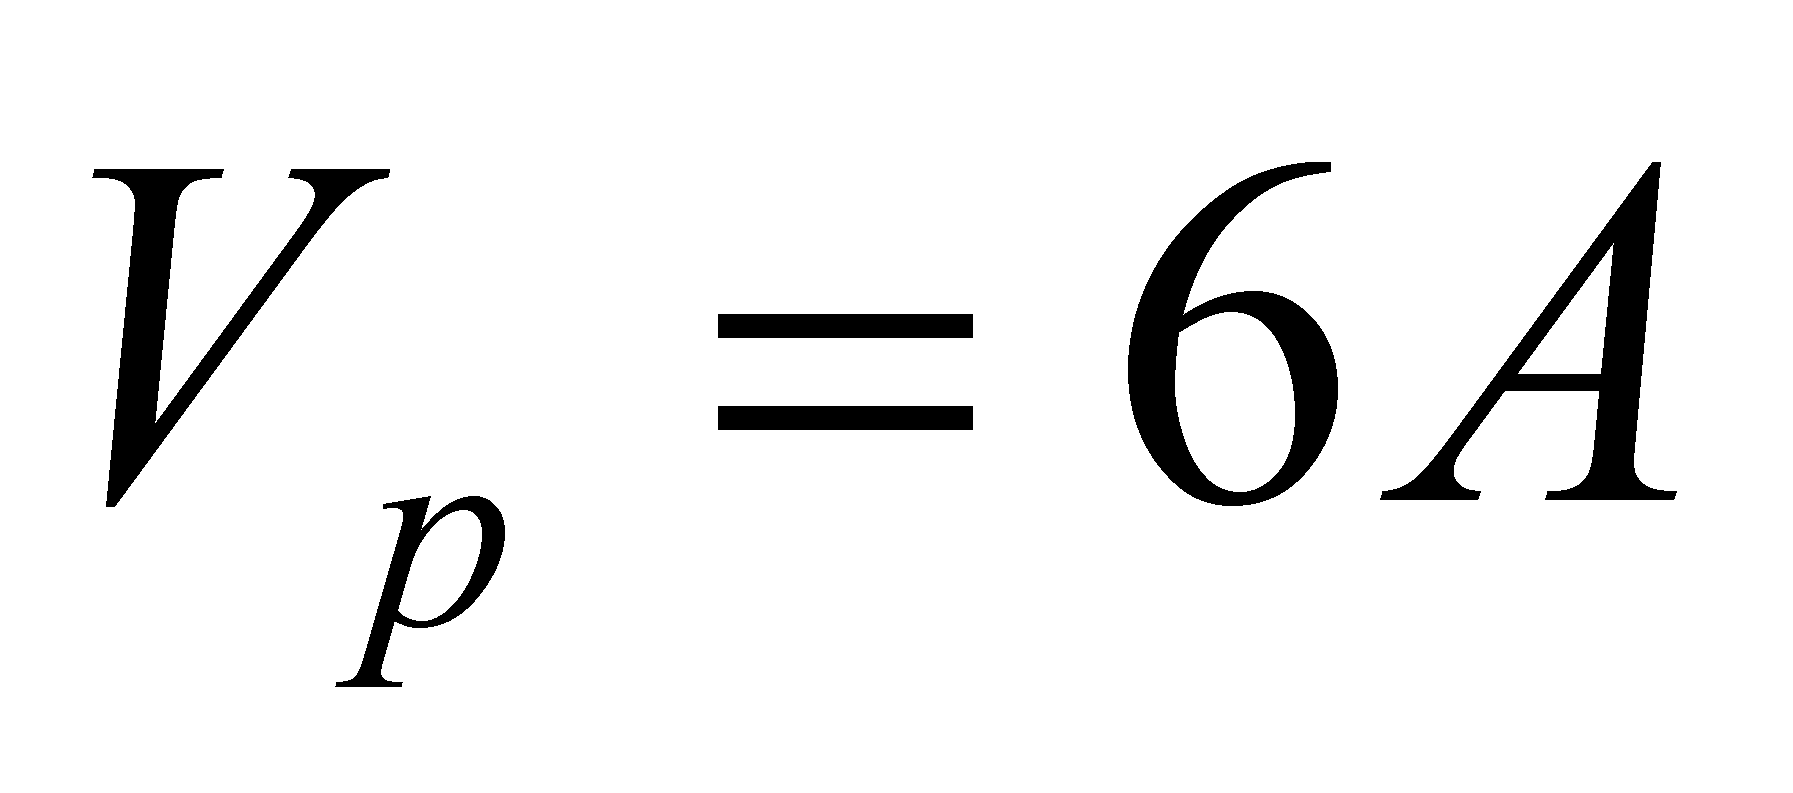 V_p = 6A